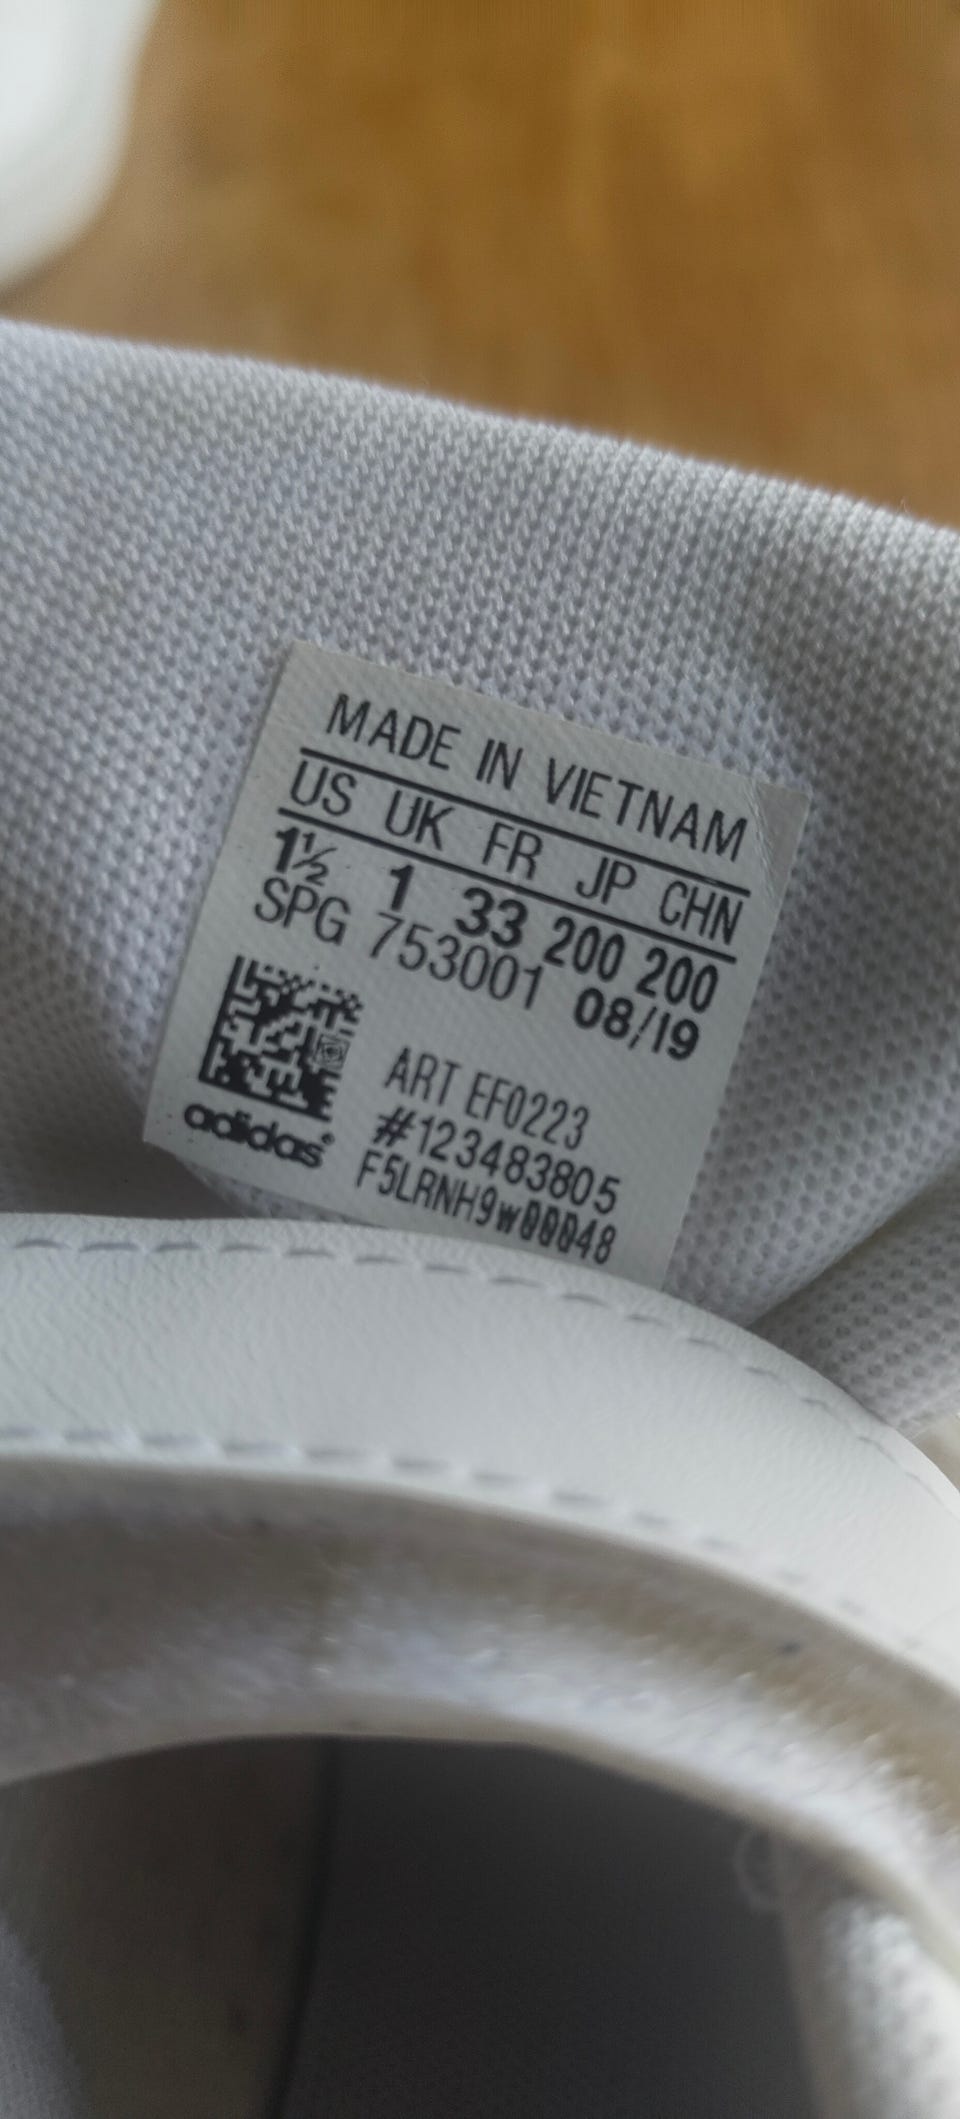 MADE IN VIETNAM
US UK FR JP CHN
1½ 1 33 200 200
SPG 753001 08/19
ART EF0223
#123483805
adidas®
F5LRNH9w00048